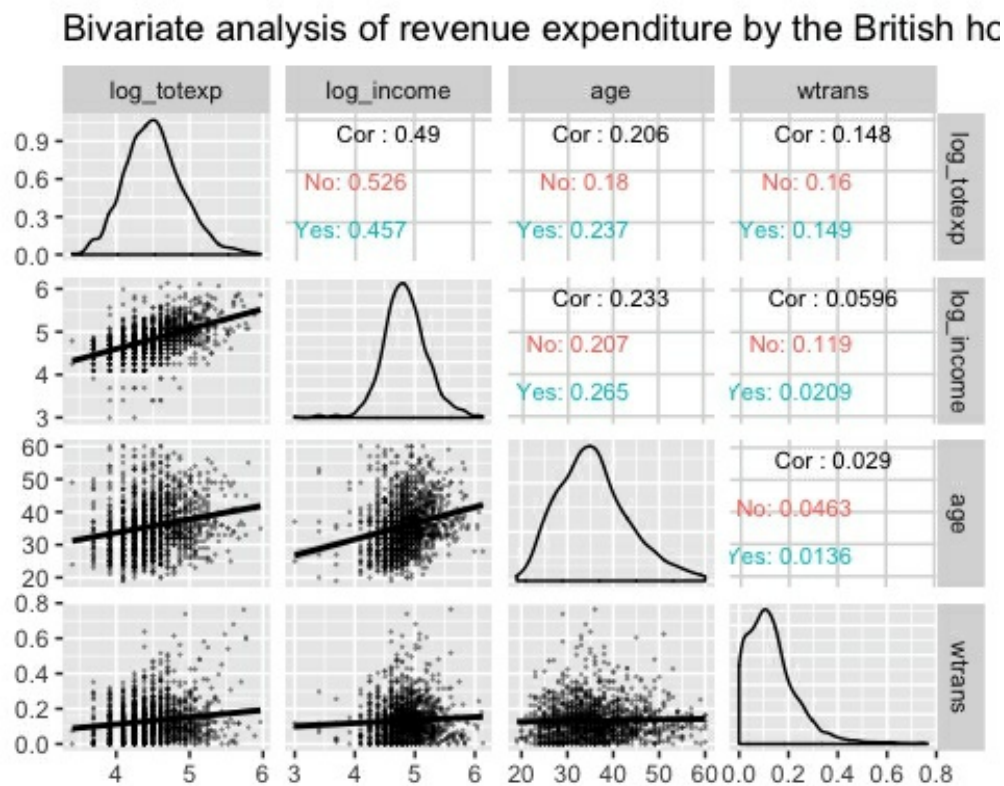 Bivariate analysis of revenue expenditure by the British ho
log_totexp log_income age wtrans
0.9 Cor : 0.49 Cor : 0.206 Cor : 0.148 log_totexp
0.6 No: 0.526 No: 0.18 No: 0.16
0.3 Yes: 0.457 Yes: 0.237 Yes: 0.149
0.0
6 Cor : 0.233 Cor : 0.0596 log_income
5 No: 0.207 No: 0.119
4 Yes: 0.265 Yes: 0.0209
3
60 Cor : 0.029 age
50
40 No: 0.0463
30 Yes: 0.0136
20
0.8 wtrans
0.6
0.4
0.2
0.0
4 5 6 3 4 5 6 20 30 40 50 60 0.0 0.2 0.4 0.6 0.8